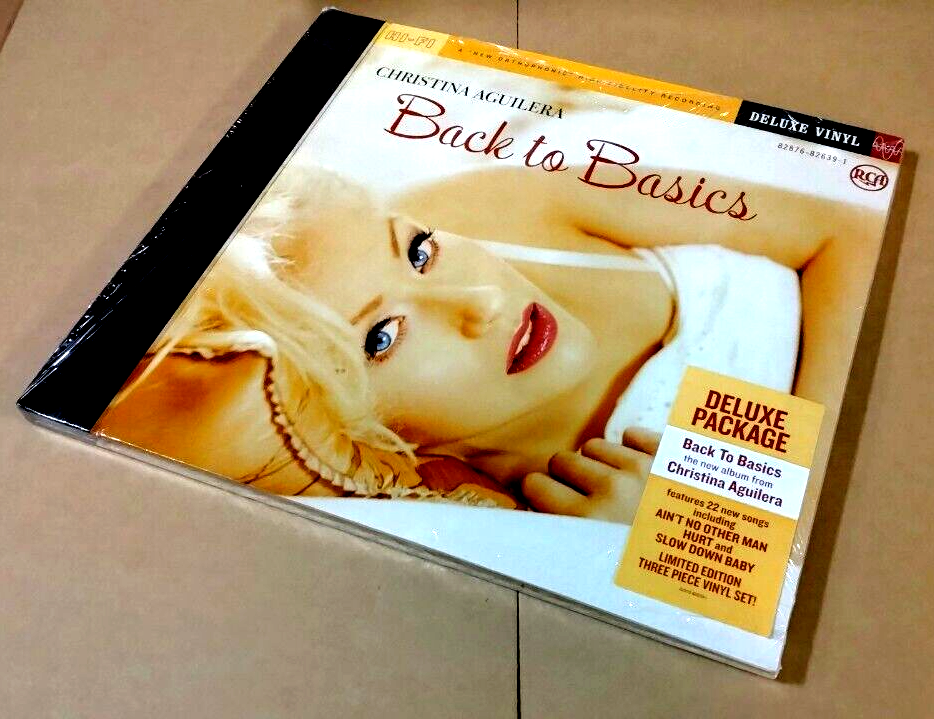 HI-FI
A "NEW ORTHOPHONIC" HIGH FIDELITY RECORDING
DELUXE VINYL
CHRISTINA AGUILERA
82876-82639-1
RCA
Back to Basics
DELUXE
PACKAGE
Back To Basics
the new album from
Christina Aguilera
features 22 new songs
including
AIN'T NO OTHER MAN
HURT and
SLOW DOWN BABY
LIMITED EDITION
THREE PIECE VINYL SET!